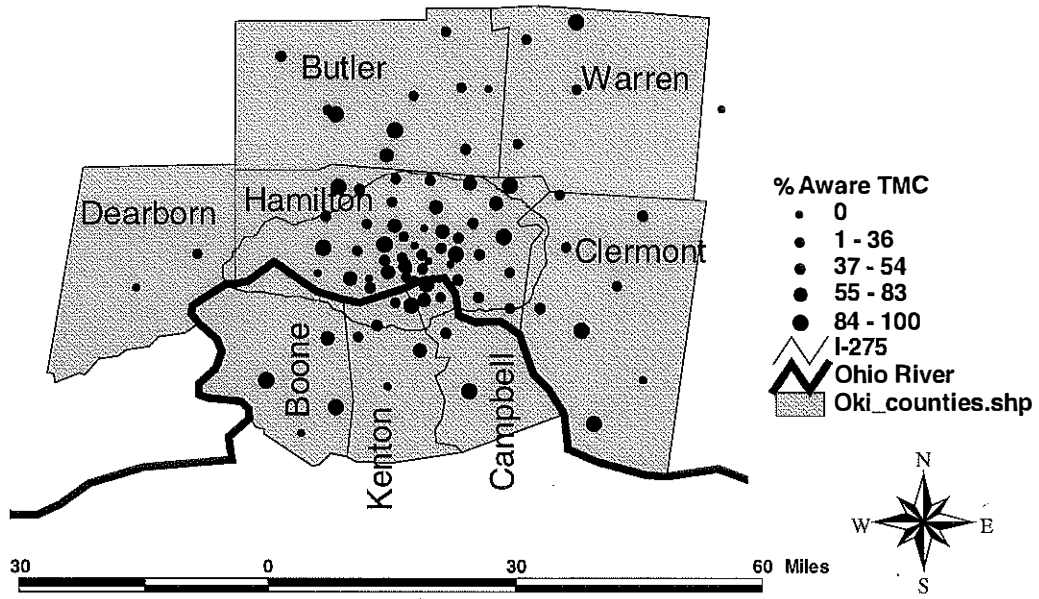 Butler
Warren
Hamilton
Dearborn
Clermont
Boone
Kenton
Campbell
% Aware TMC
0
1 - 36
37 - 54
55 - 83
84 - 100
I-275
Ohio River
Oki_counties.shp
N
W E
S
30 0 30 60 Miles